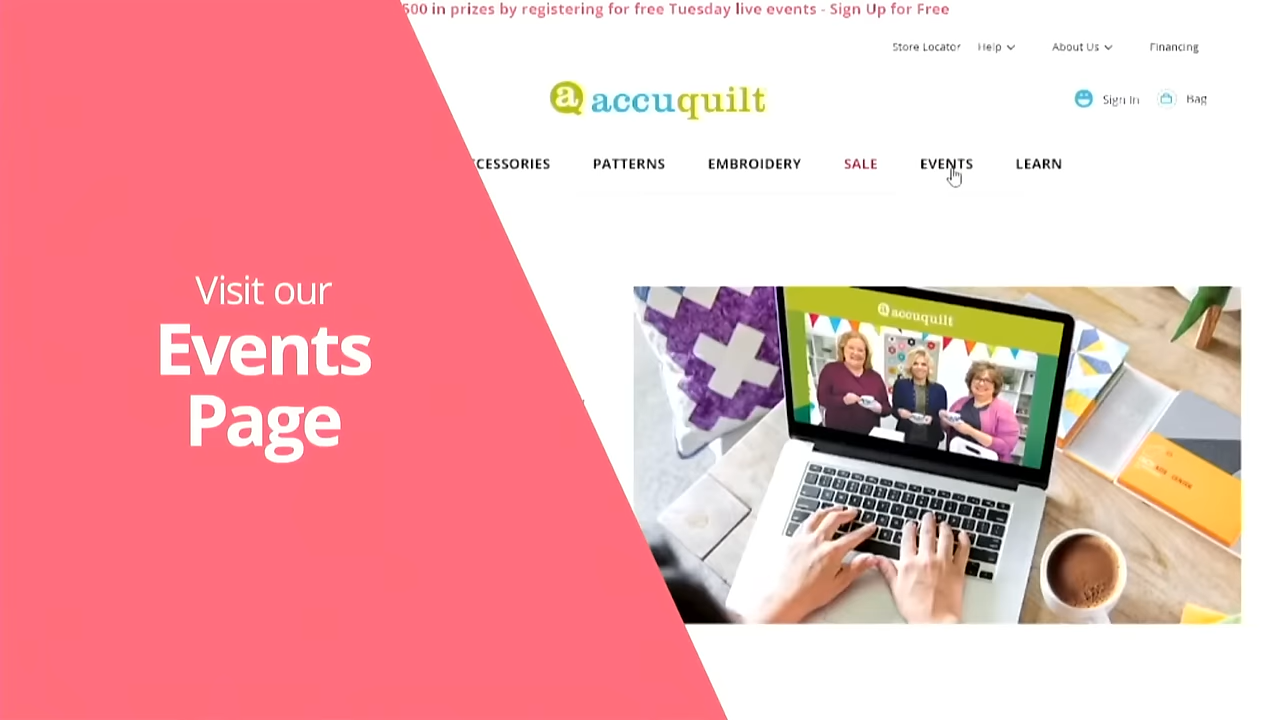 500 in prizes by registering for free Tuesday live events - Sign Up for Free
Store Locator Help About Us Financing
a accuquilt
Sign In Bag
CCESSORIES PATTERNS EMBROIDERY SALE EVENTS LEARN
Visit our
Events
Page
a accuquilt